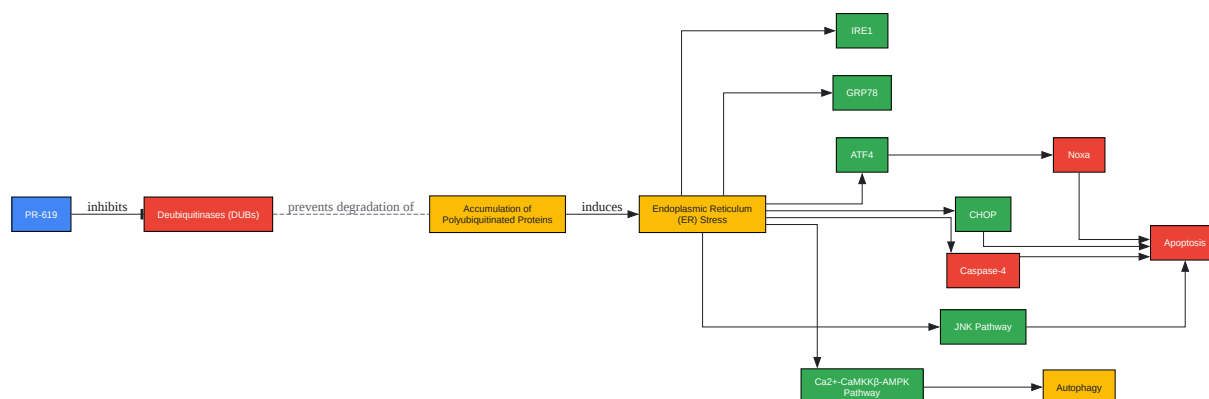 IRE1
GRP78
ATF4
Noxa
PR-619
inhibits
Deubiquitinases (DUBs)
prevents degradation of
Accumulation of
Polyubiquitinated Proteins
induces
Endoplasmic Reticulum
(ER) Stress
CHOP
Apoptosis
Caspase-4
JNK Pathway
Ca2+-CaMKKβ-AMPK
Pathway
Autophagy